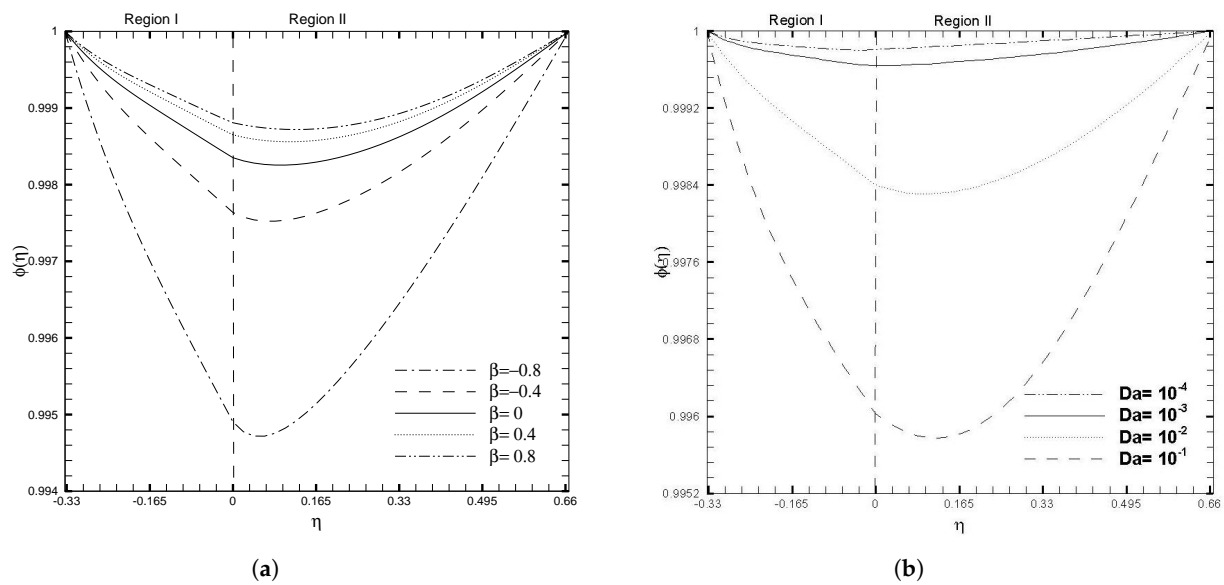 Region I Region II
1
0.999
0.998
0.997
0.996
0.995
0.994
ϕ(η)
β=−0.8
β=−0.4
β= 0
β= 0.4
β= 0.8
-0.33 -0.165 0 0.165 0.33 0.495 0.66
η
(a)
Region I Region II
1
0.9992
0.9984
0.9976
0.9968
0.996
0.9952
ϕ(η)
Da= 10⁻⁴
Da= 10⁻³
Da= 10⁻²
Da= 10⁻¹
-0.33 -0.165 0 0.165 0.33 0.495 0.66
η
(b)